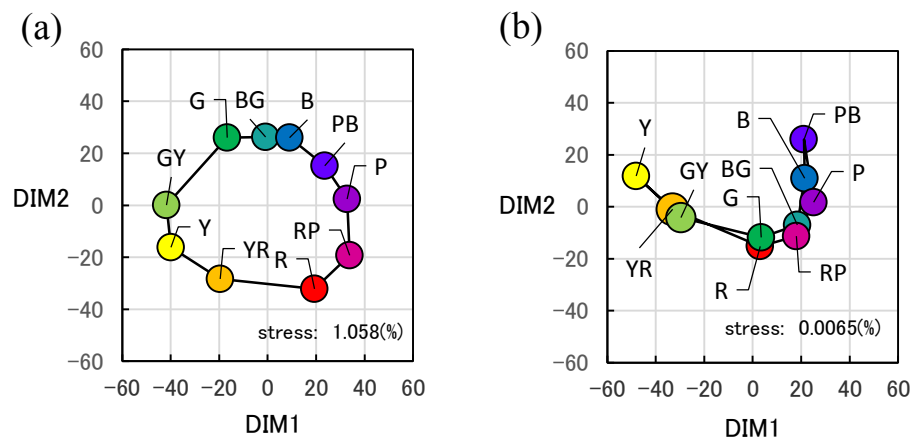 (a)
60
40
20
0
−20
−40
−60
−60 −40 −20 0 20 40 60
DIM2
DIM1
G BG B
PB
GY
P
Y
YR
R
RP
stress: 1.058(%)
(b)
60
40
20
0
−20
−40
−60
−60 −40 −20 0 20 40 60
DIM2
DIM1
Y
B
PB
GY
BG
P
G
YR
R
RP
stress: 0.0065(%)